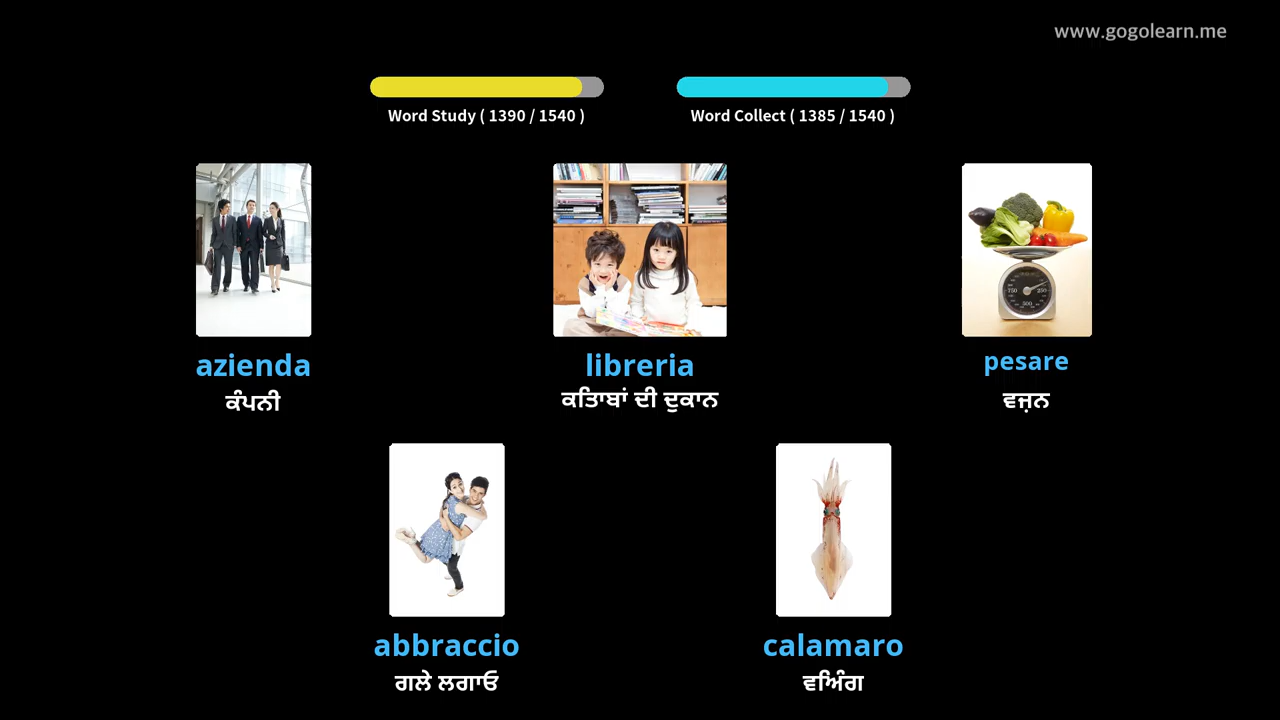 www.gogolearn.me
Word Study ( 1390 / 1540 )
Word Collect ( 1385 / 1540 )
azienda
ਕੰਪਨੀ
libreria
ਕਿਤਾਬਾਂ ਦੀ ਦੁਕਾਨ
pesare
ਵਜ਼ਨ
abbraccio
ਗਲੇ ਲਗਾਓ
calamaro
ਵਿਅੰਗ